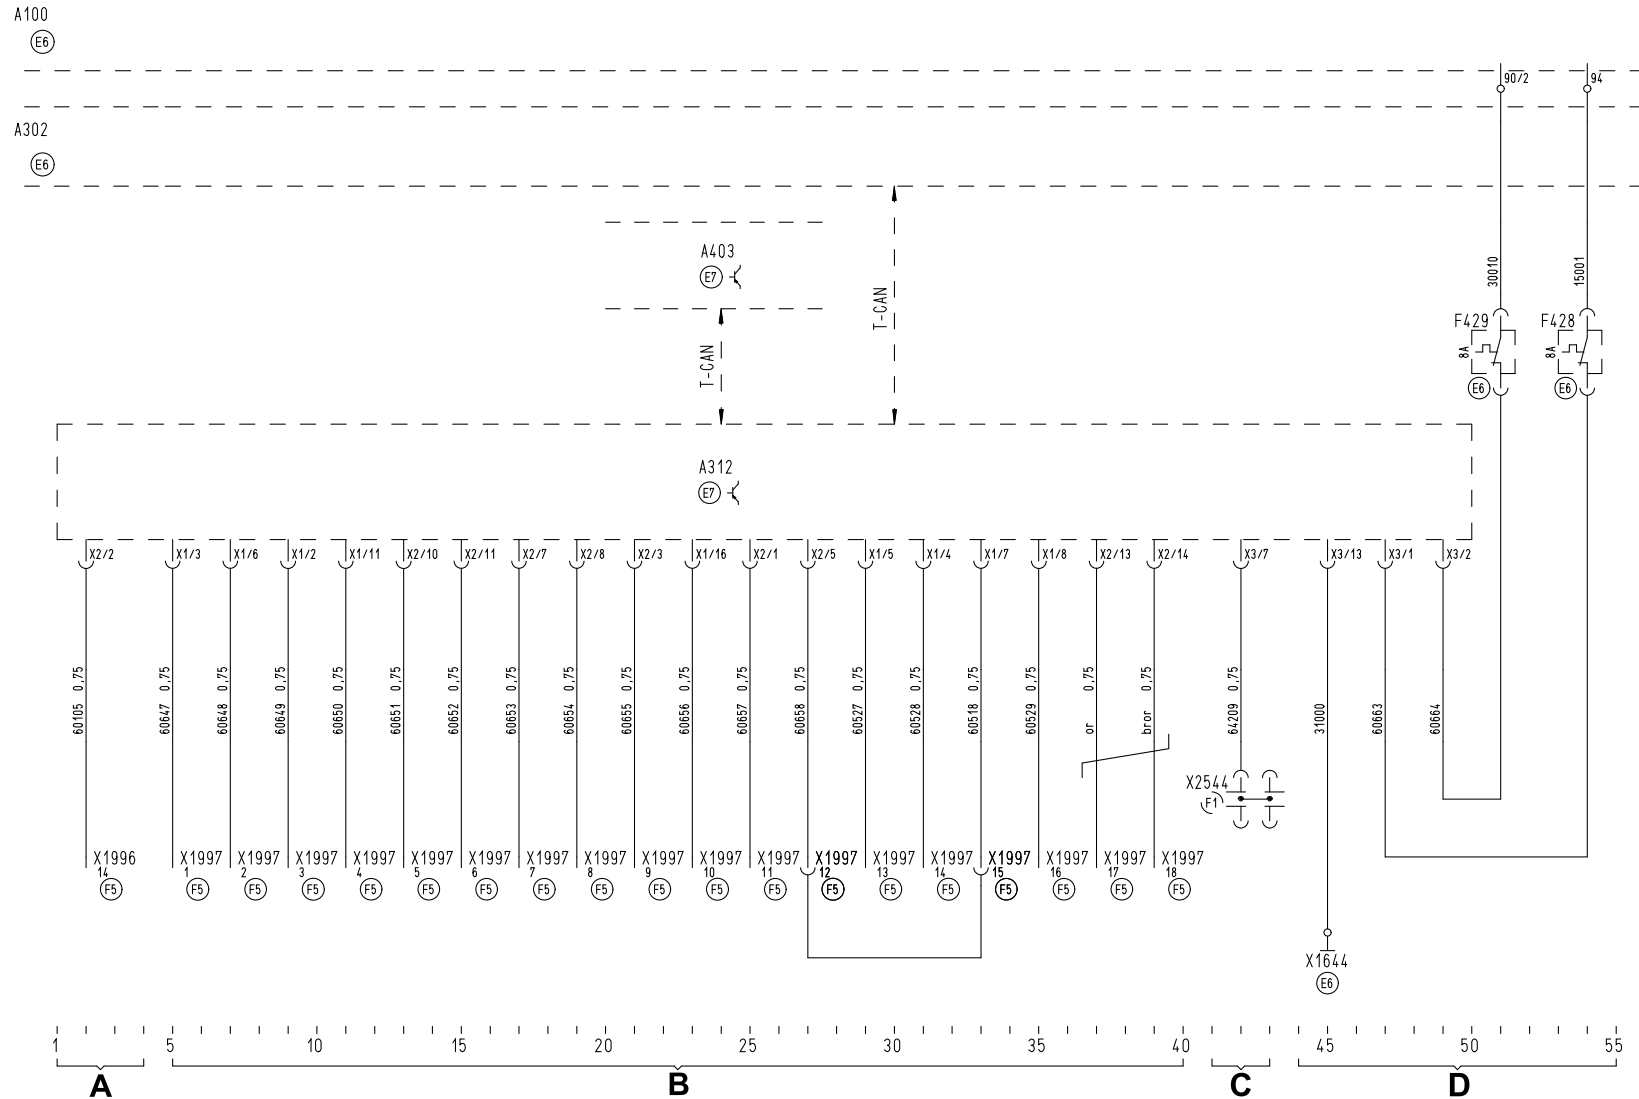 A100
E6
90/2
94
A302
E6
A403
E7
T-CAN
T-CAN
30010
15001
F429
F428
8A
8A
E6
E6
A312
E7
X2/2
X1/3
X1/6
X1/2
X1/11
X2/10
X2/11
X2/7
X2/8
X2/3
X1/16
X2/1
X2/5
X1/5
X1/4
X1/7
X1/8
X2/13
X2/14
X3/7
X3/13
X3/1
X3/2
60105 0,75
60647 0,75
60648 0,75
60649 0,75
60650 0,75
60651 0,75
60652 0,75
60653 0,75
60654 0,75
60655 0,75
60656 0,75
60657 0,75
60658 0,75
60527 0,75
60528 0,75
60518 0,75
60529 0,75
or 0,75
bror 0,75
64209 0,75
31000
60663
60664
X2544
F1
X1996
14
F5
X1997
1
F5
X1997
2
F5
X1997
3
F5
X1997
4
F5
X1997
5
F5
X1997
6
F5
X1997
7
F5
X1997
8
F5
X1997
9
F5
X1997
10
F5
X1997
11
F5
X1997
12
F5
X1997
13
F5
X1997
14
F5
X1997
15
F5
X1997
16
F5
X1997
17
F5
X1997
18
F5
X1644
E6
1 5 10 15 20 25 30 35 40 45 50 55
A B C D